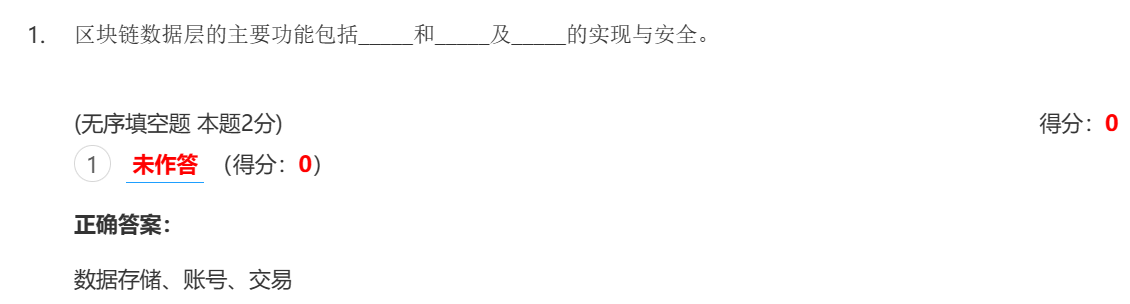 1. 区块链数据层的主要功能包括_____和_____及_____的实现与安全。
(无序填空题 本题2分) 得分：0
1 未作答 （得分：0）
正确答案：
数据存储、账号、交易